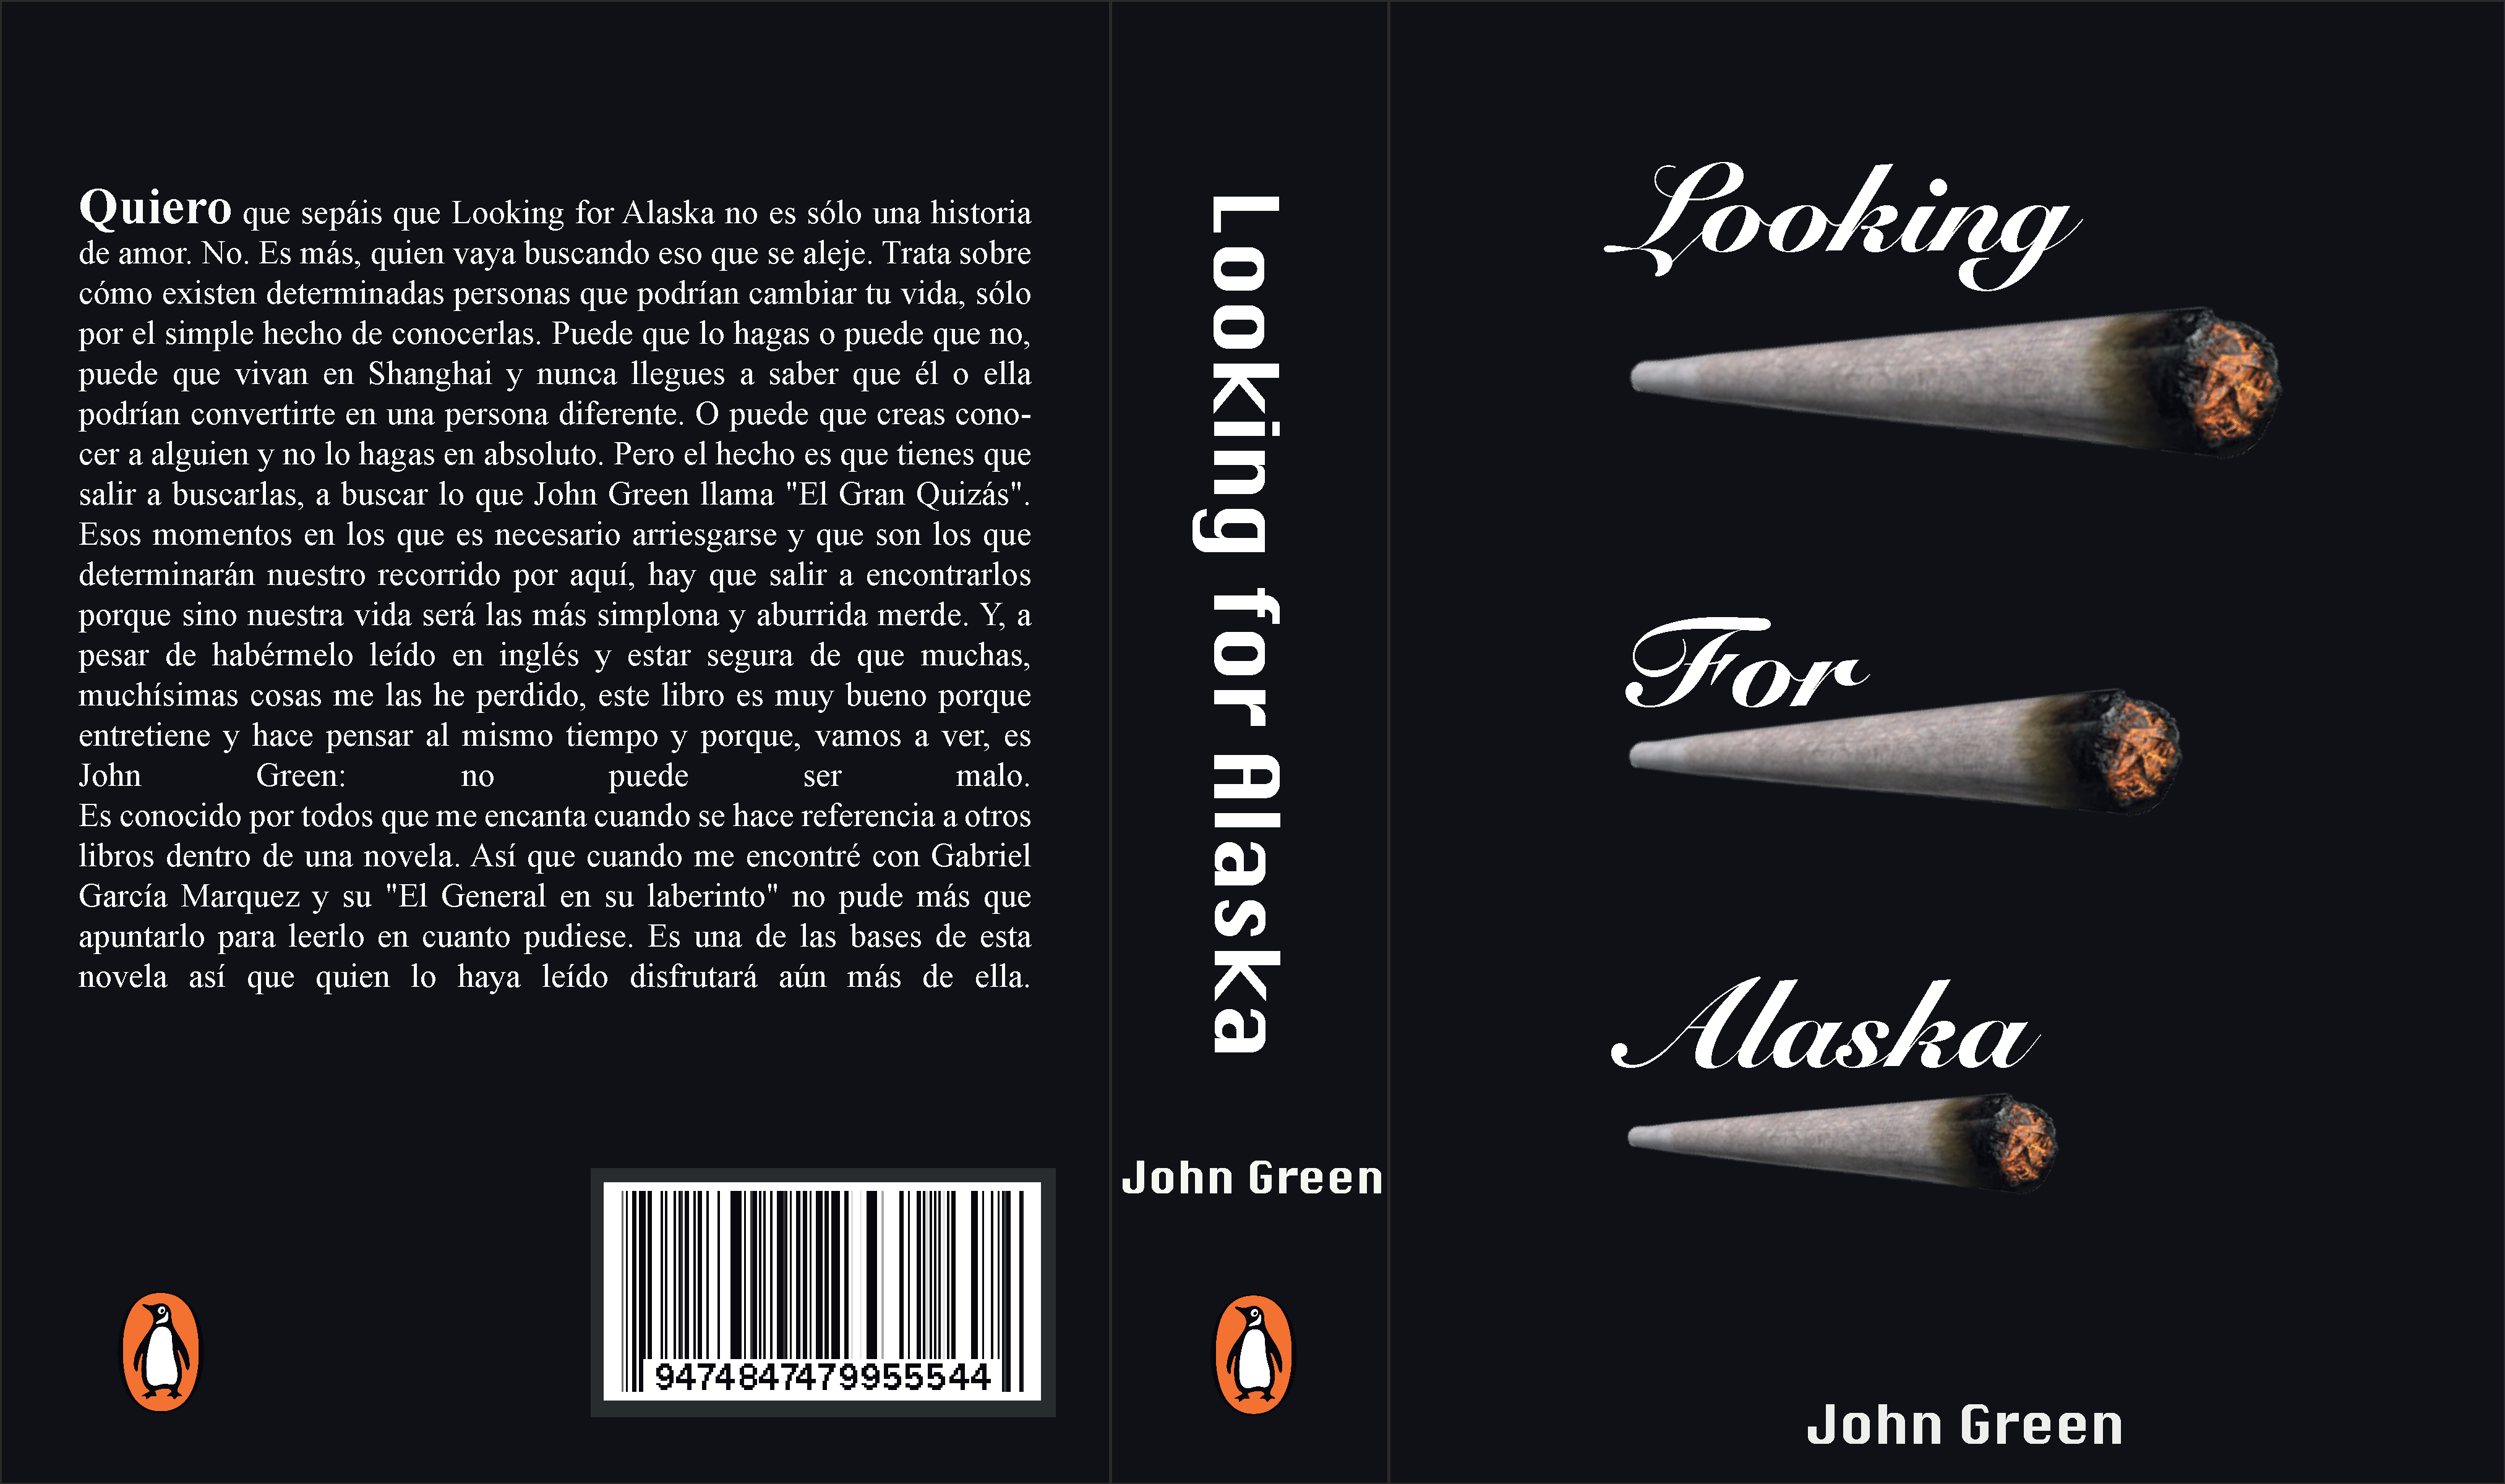 Quiero que sepáis que Looking for Alaska no es sólo una historia
de amor. No. Es más, quien vaya buscando eso que se aleje. Trata sobre
cómo existen determinadas personas que podrían cambiar tu vida, sólo
por el simple hecho de conocerlas. Puede que lo hagas o puede que no,
puede que vivan en Shanghai y nunca llegues a saber que él o ella
podrían convertirte en una persona diferente. O puede que creas cono-
cer a alguien y no lo hagas en absoluto. Pero el hecho es que tienes que
salir a buscarlas, a buscar lo que John Green llama "El Gran Quizás".
Esos momentos en los que es necesario arriesgarse y que son los que
determinarán nuestro recorrido por aquí, hay que salir a encontrarlos
porque sino nuestra vida será las más simplona y aburrida merde. Y, a
pesar de habérmelo leído en inglés y estar segura de que muchas,
muchísimas cosas me las he perdido, este libro es muy bueno porque
entretiene y hace pensar al mismo tiempo y porque, vamos a ver, es
John Green: no puede ser malo.
Es conocido por todos que me encanta cuando se hace referencia a otros
libros dentro de una novela. Así que cuando me encontré con Gabriel
García Marquez y su "El General en su laberinto" no pude más que
apuntarlo para leerlo en cuanto pudiese. Es una de las bases de esta
novela así que quien lo haya leído disfrutará aún más de ella.
947484747995​5544
Looking for Alaska
John Green
Looking
For
Alaska
John Green